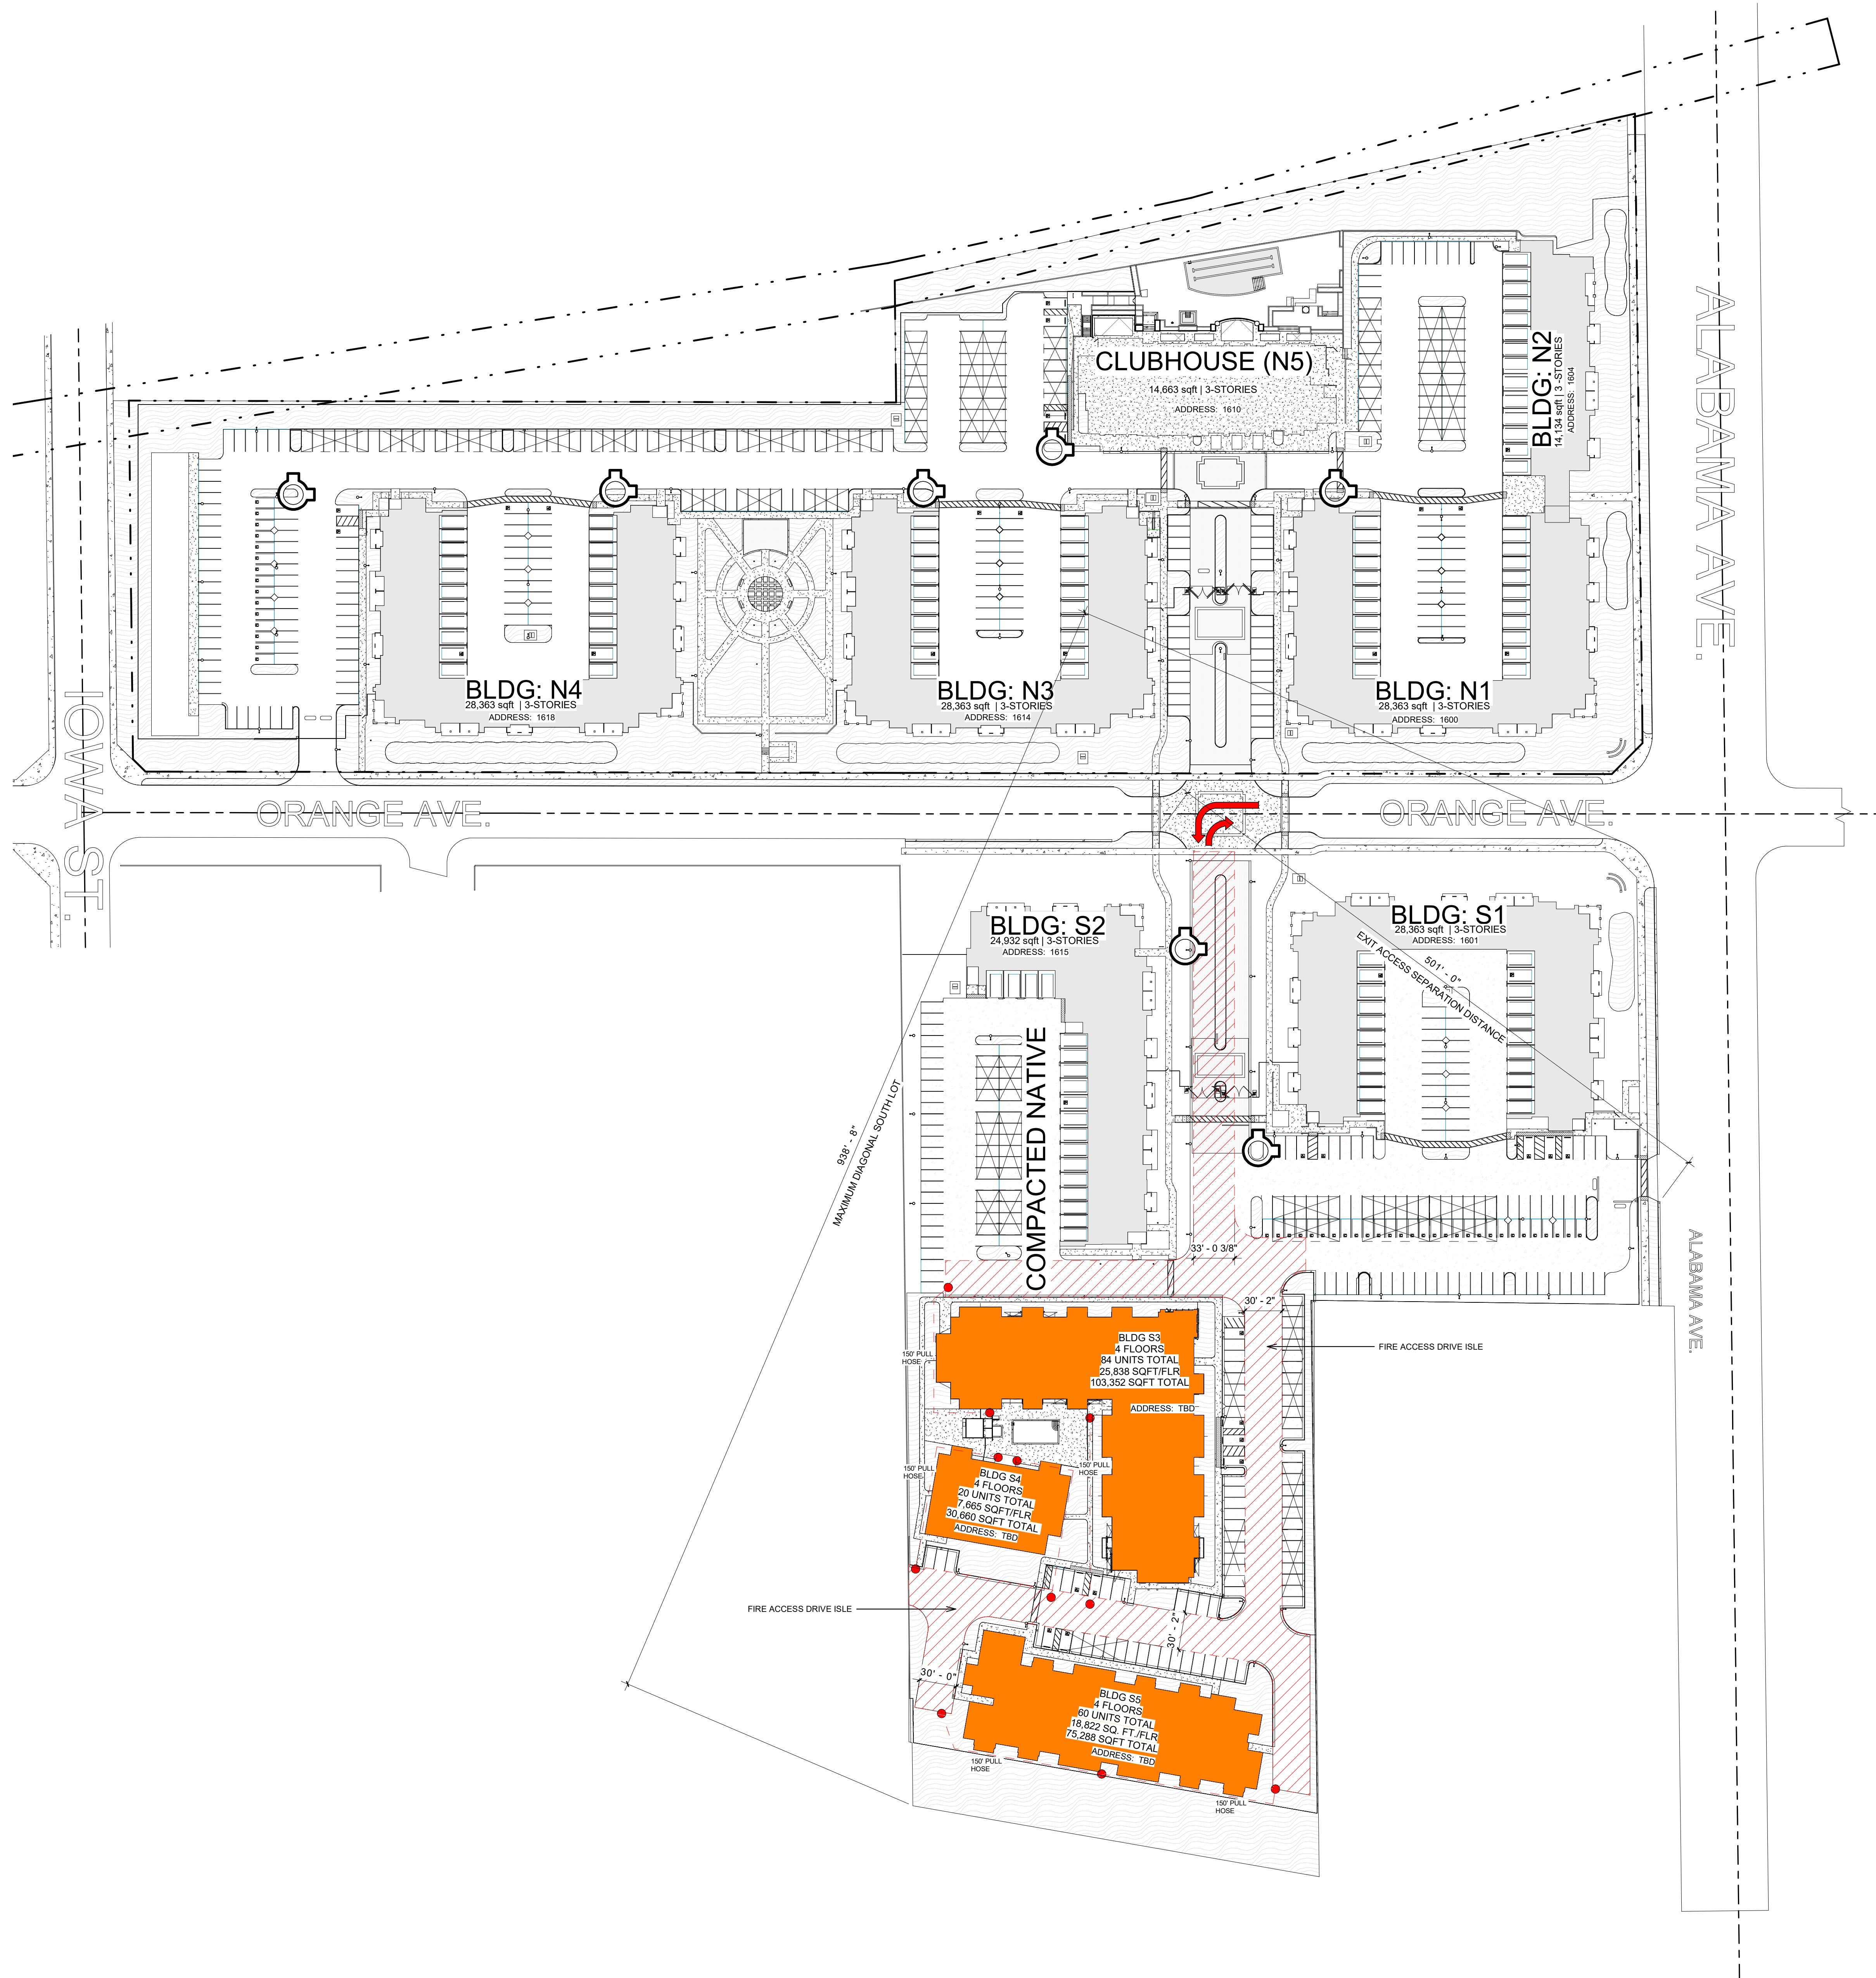 CLUBHOUSE (N5)
14,663 sqft | 3-STORIES
ADDRESS: 1610
BLDG: N2
14,134 sqft | 3 -STORIES
ADDRESS: 1604
ALABAMA AVE.
BLDG: N4
28,363 sqft | 3-STORIES
ADDRESS: 1618
BLDG: N3
28,363 sqft | 3-STORIES
ADDRESS: 1614
BLDG: N1
28,363 sqft | 3-STORIES
ADDRESS: 1600
IOWA ST.
ORANGE AVE.
ORANGE AVE.
BLDG: S2
24,932 sqft | 3-STORIES
ADDRESS: 1615
BLDG: S1
28,363 sqft | 3-STORIES
ADDRESS: 1601
501' - 0"
EXIT ACCESS SEPARATION DISTANCE
COMPACTED NATIVE
938' - 8"
MAXIMUM DIAGONAL SOUTH LOT
33' - 0 3/8"
ALABAMA AVE.
30' - 2"
BLDG S3
4 FLOORS
84 UNITS TOTAL
25,838 SQFT/FLR
103,352 SQFT TOTAL
ADDRESS: TBD
FIRE ACCESS DRIVE ISLE
150' PULL
HOSE
150' PULL
HOSE
150' PULL
HOSE
BLDG S4
4 FLOORS
20 UNITS TOTAL
7,665 SQFT/FLR
30,660 SQFT TOTAL
ADDRESS: TBD
FIRE ACCESS DRIVE ISLE
30' - 2"
30' - 0"
BLDG S5
4 FLOORS
60 UNITS TOTAL
18,822 SQ. FT./FLR
75,288 SQFT TOTAL
ADDRESS: TBD
150' PULL
HOSE
150' PULL
HOSE